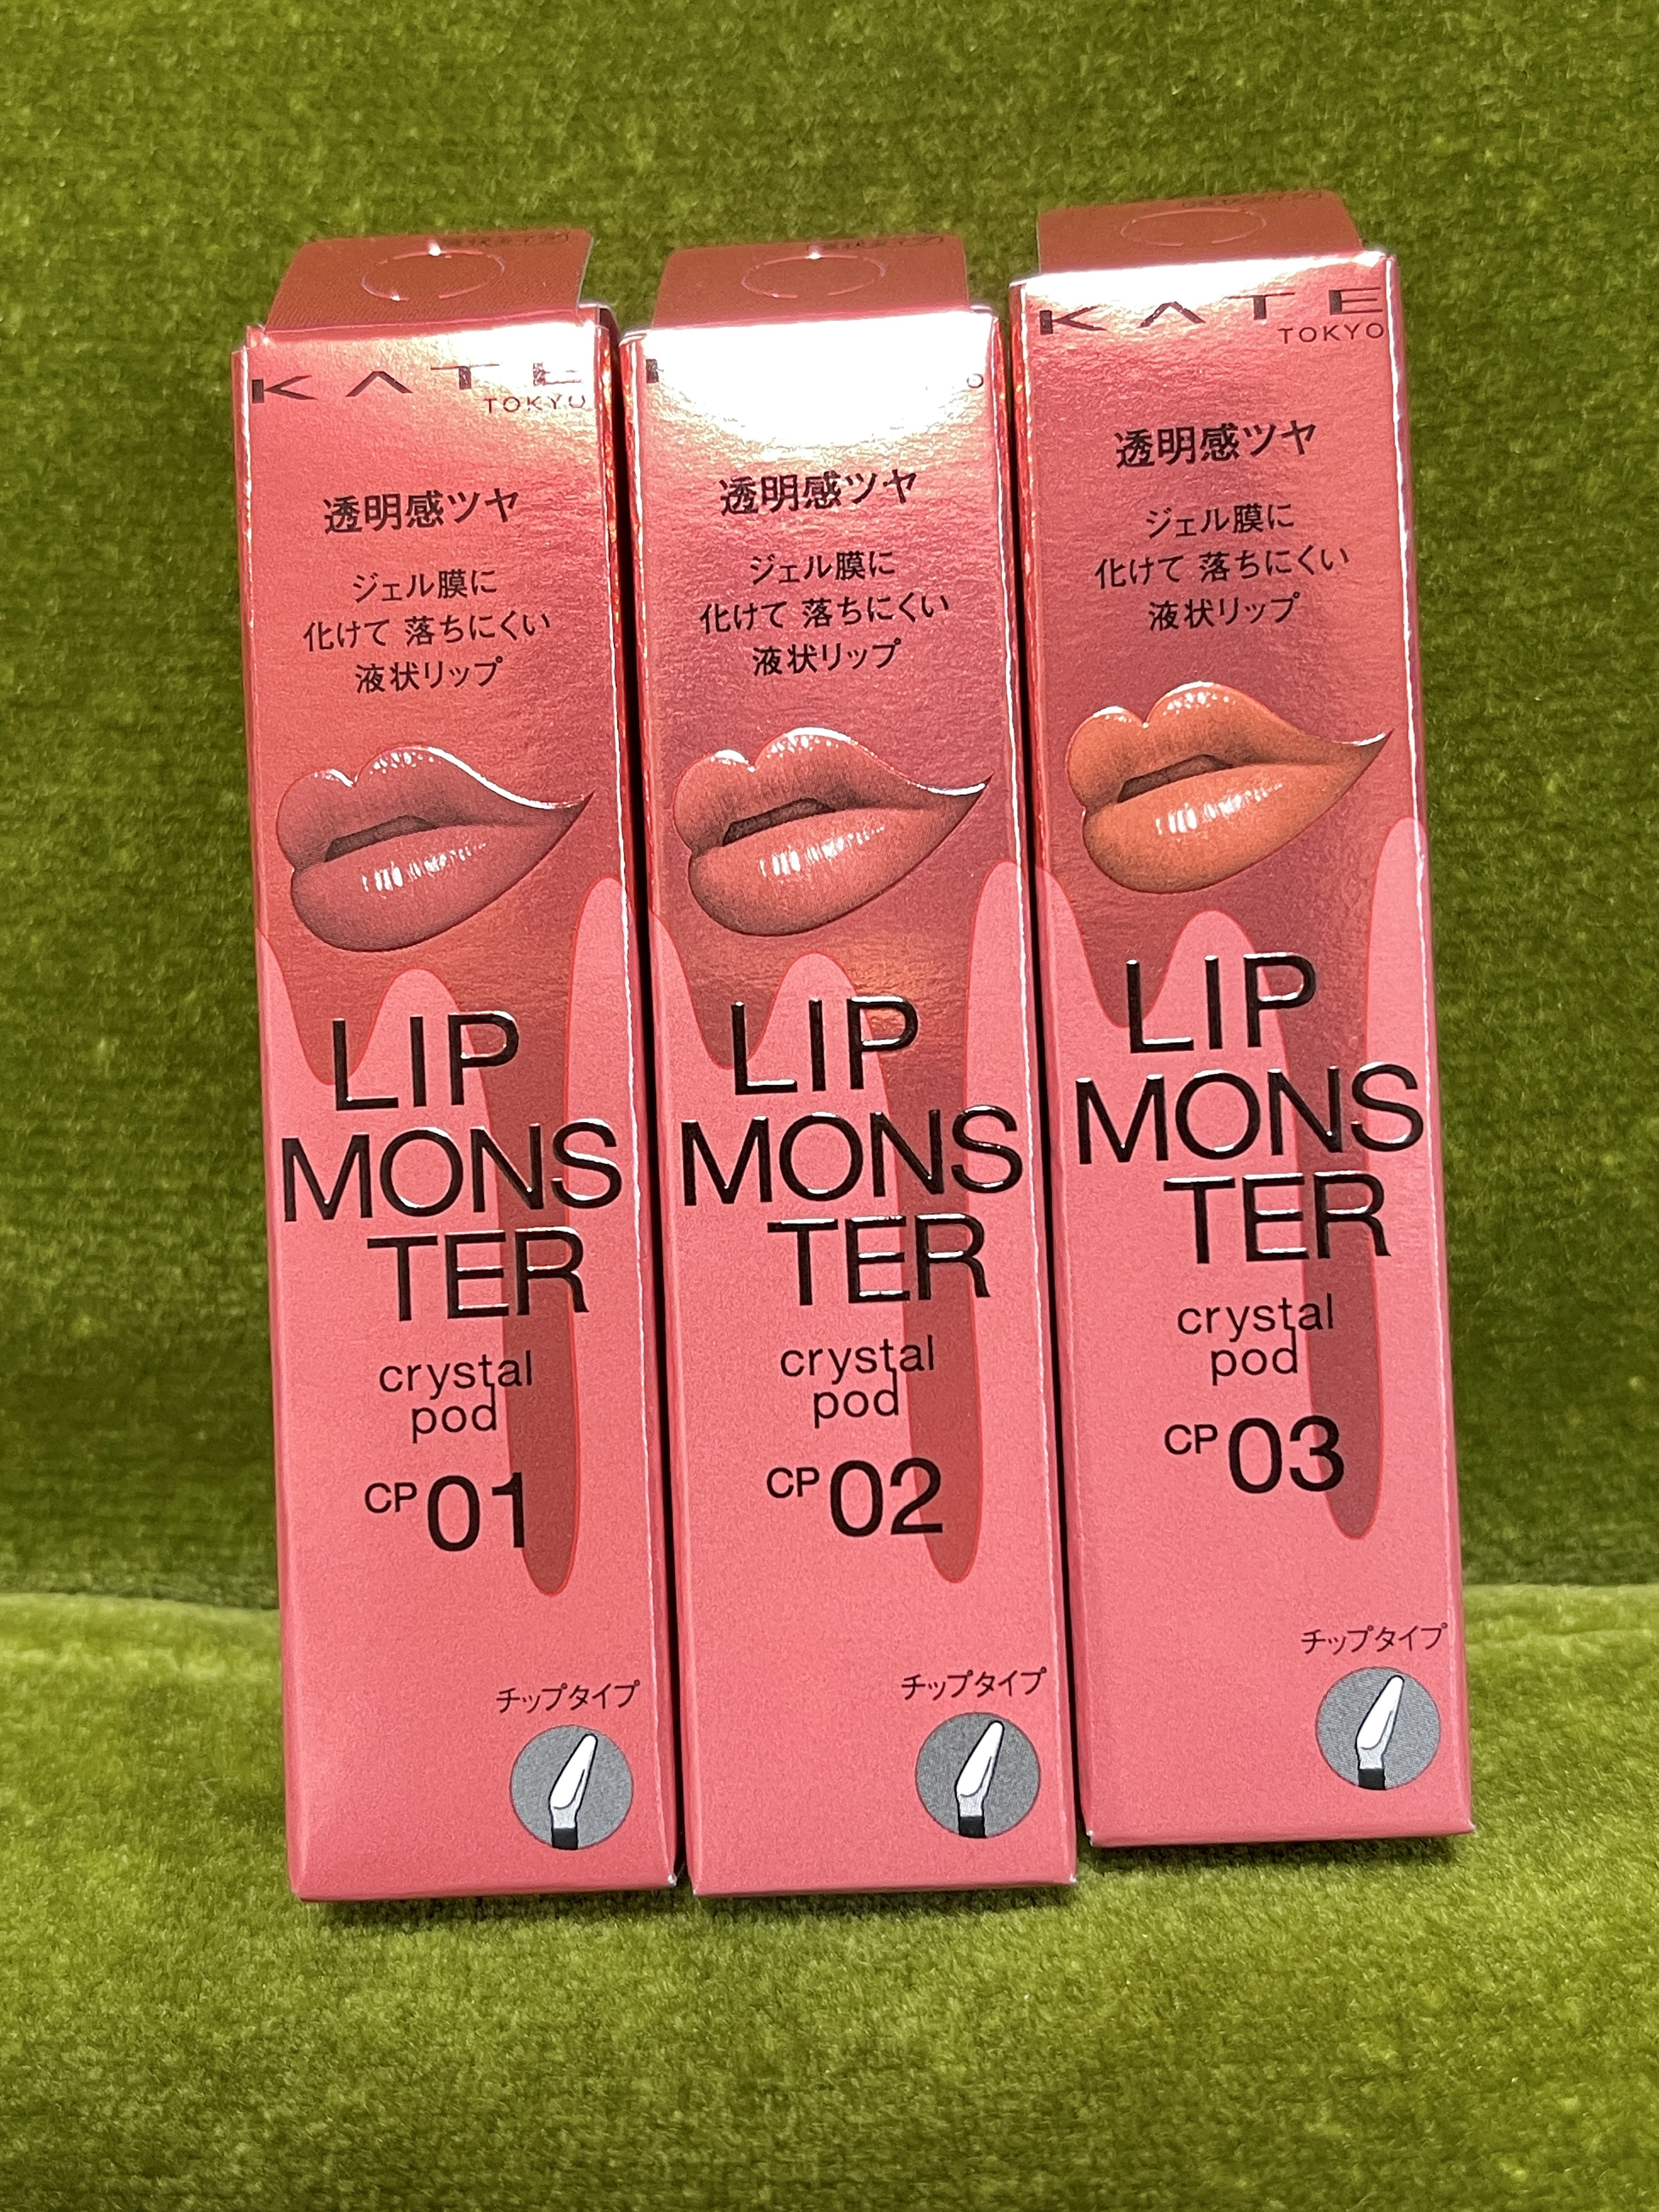 KATE
TOKYO
透明感ツヤ
ジェル膜に
化けて 落ちにくい
液状リップ
LIP
MONS
TER
crystal
pod
CP01
チップタイプ
透明感ツヤ
ジェル膜に
化けて 落ちにくい
液状リップ
LIP
MONS
TER
crystal
pod
CP02
チップタイプ
KATE
TOKYO
透明感ツヤ
ジェル膜に
化けて 落ちにくい
液状リップ
LIP
MONS
TER
crystal
pod
CP03
チップタイプ